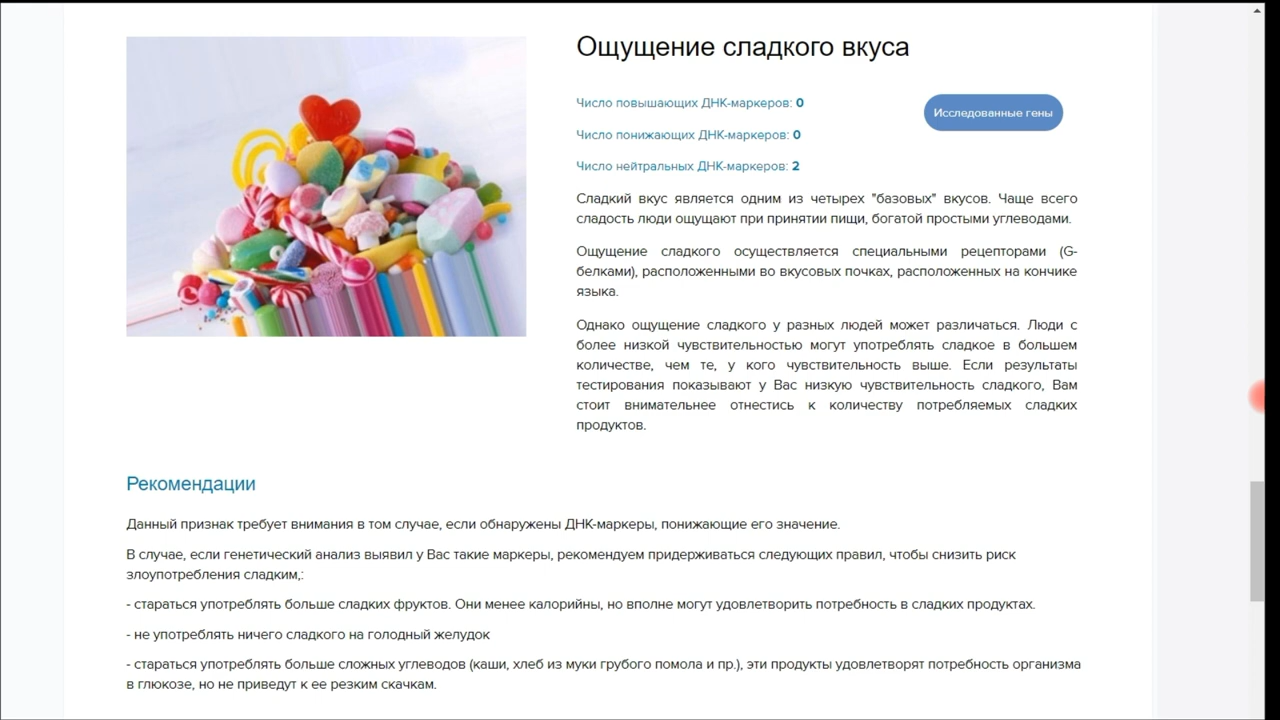 Ощущение сладкого вкуса
Число повышающих ДНК-маркеров: 0
Исследованные гены
Число понижающих ДНК-маркеров: 0
Число нейтральных ДНК-маркеров: 2
Сладкий вкус является одним из четырех "базовых" вкусов. Чаще всего
сладость люди ощущают при принятии пищи, богатой простыми углеводами.
Ощущение сладкого осуществляется специальными рецепторами (G-
белками), расположенными во вкусовых почках, расположенных на кончике
языка.
Однако ощущение сладкого у разных людей может различаться. Люди с
более низкой чувствительностью могут употреблять сладкое в большем
количестве, чем те, у кого чувствительность выше. Если результаты
тестирования показывают у Вас низкую чувствительность сладкого, Вам
стоит внимательнее отнестись к количеству потребляемых сладких
продуктов.
Рекомендации
Данный признак требует внимания в том случае, если обнаружены ДНК-маркеры, понижающие его значение.
В случае, если генетический анализ выявил у Вас такие маркеры, рекомендуем придерживаться следующих правил, чтобы снизить риск
злоупотребления сладким,:
- стараться употреблять больше сладких фруктов. Они менее калорийны, но вполне могут удовлетворить потребность в сладких продуктах.
- не употреблять ничего сладкого на голодный желудок
- стараться употреблять больше сложных углеводов (каши, хлеб из муки грубого помола и пр.), эти продукты удовлетворят потребность организма
в глюкозе, но не приведут к ее резким скачкам.